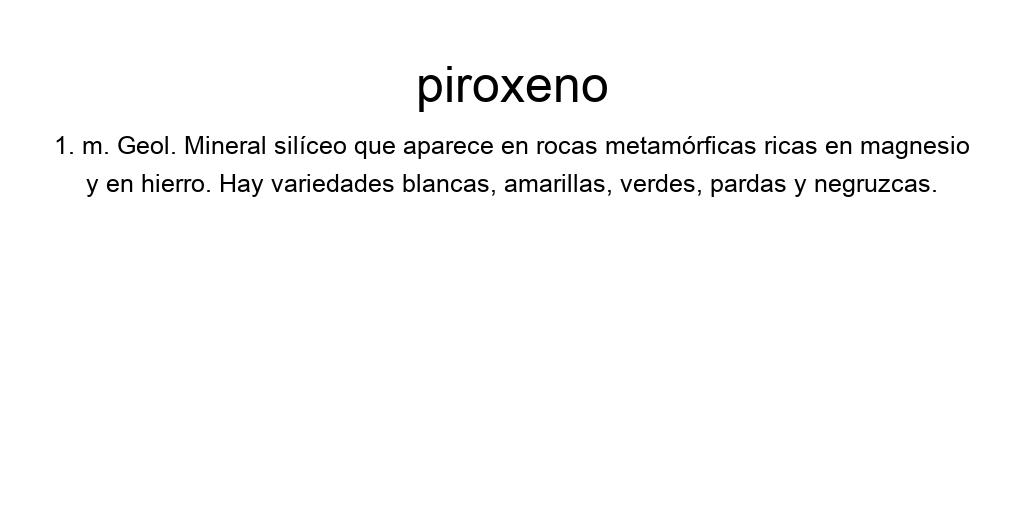 piroxeno
1. m. Geol. Mineral silíceo que aparece en rocas metamórficas ricas en magnesio
y en hierro. Hay variedades blancas, amarillas, verdes, pardas y negruzcas.